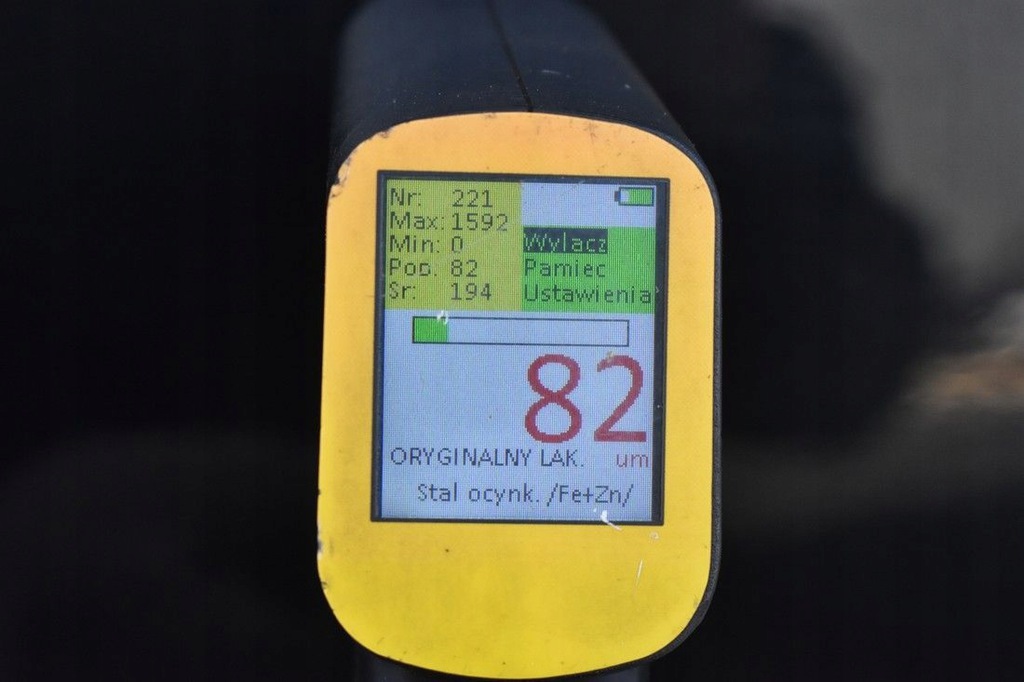 Nr: 221
Max: 1592
Min: 0
Pop. 82
Sr: 194
Wylacz
Pamiec
Ustawienia
82
ORYGINALNY LAK. um
Stal ocynk. /Fe+Zn/